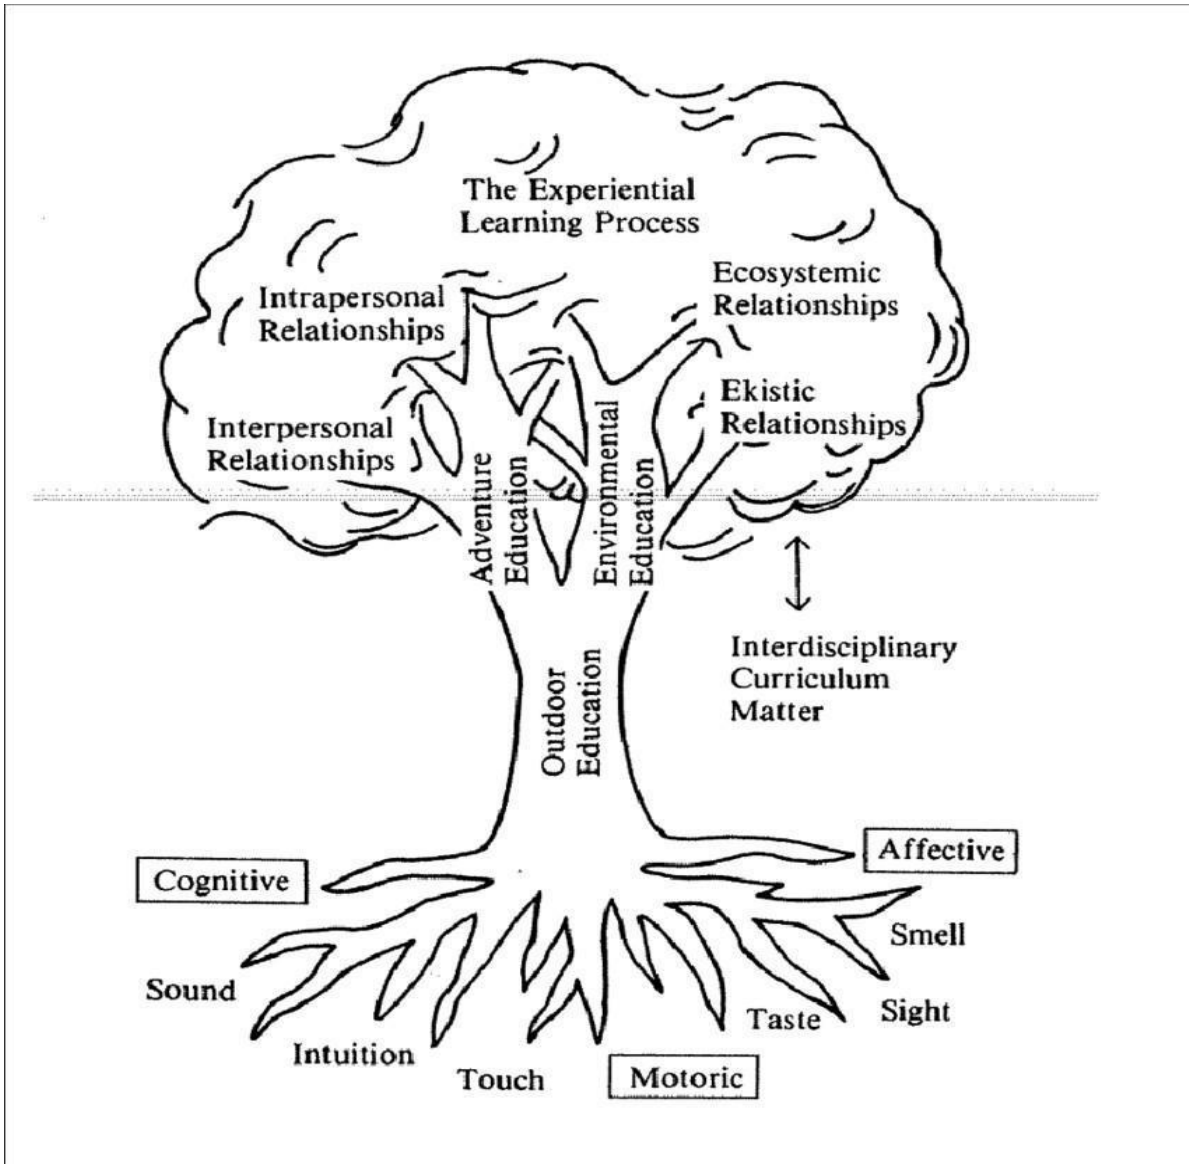 The Experiential
Learning Process
Intrapersonal
Relationships
Ecosystemic
Relationships
Interpersonal
Relationships
Ekistic
Relationships
Adventure
Education
Environmental
Education
Interdisciplinary
Curriculum
Matter
Outdoor
Education
Cognitive
Affective
Sound
Smell
Intuition
Sight
Touch
Taste
Motoric